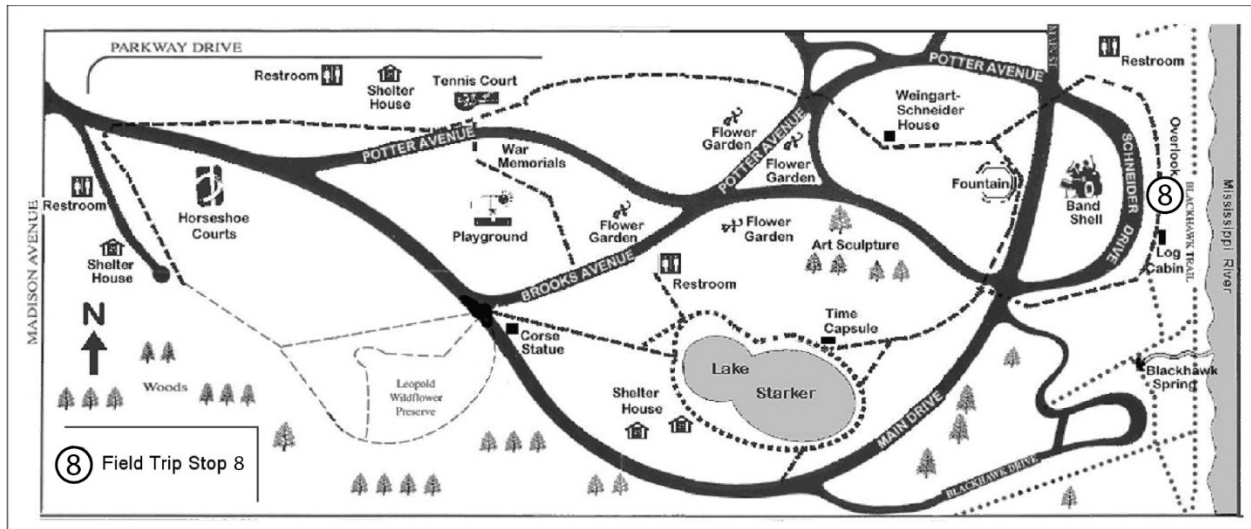 PARKWAY DRIVE
Restroom
Shelter
House
Tennis Court
POTTER AVENUE
MAIN ST
Restroom
Weingart-
Schneider
House
Flower
Garden
POTTER AVENUE
Flower
Garden
POTTER AVENUE
War
Memorials
Fountain
Band
Shell
SCHNEIDER
DRIVE
Overlook
8
BLACKHAWK TRAIL
Mississippi River
Log
Cabin
MADISON AVENUE
Restroom
Horseshoe
Courts
Playground
Flower
Garden
Flower
Garden
Art Sculpture
Shelter
House
BROOKS AVENUE
Restroom
N
Corse
Statue
Time
Capsule
Blackhawk
Spring
Woods
Leopold
Wildflower
Preserve
Lake
Starker
Shelter
House
MAIN DRIVE
BLACKHAWK DRIVE
8 Field Trip Stop 8